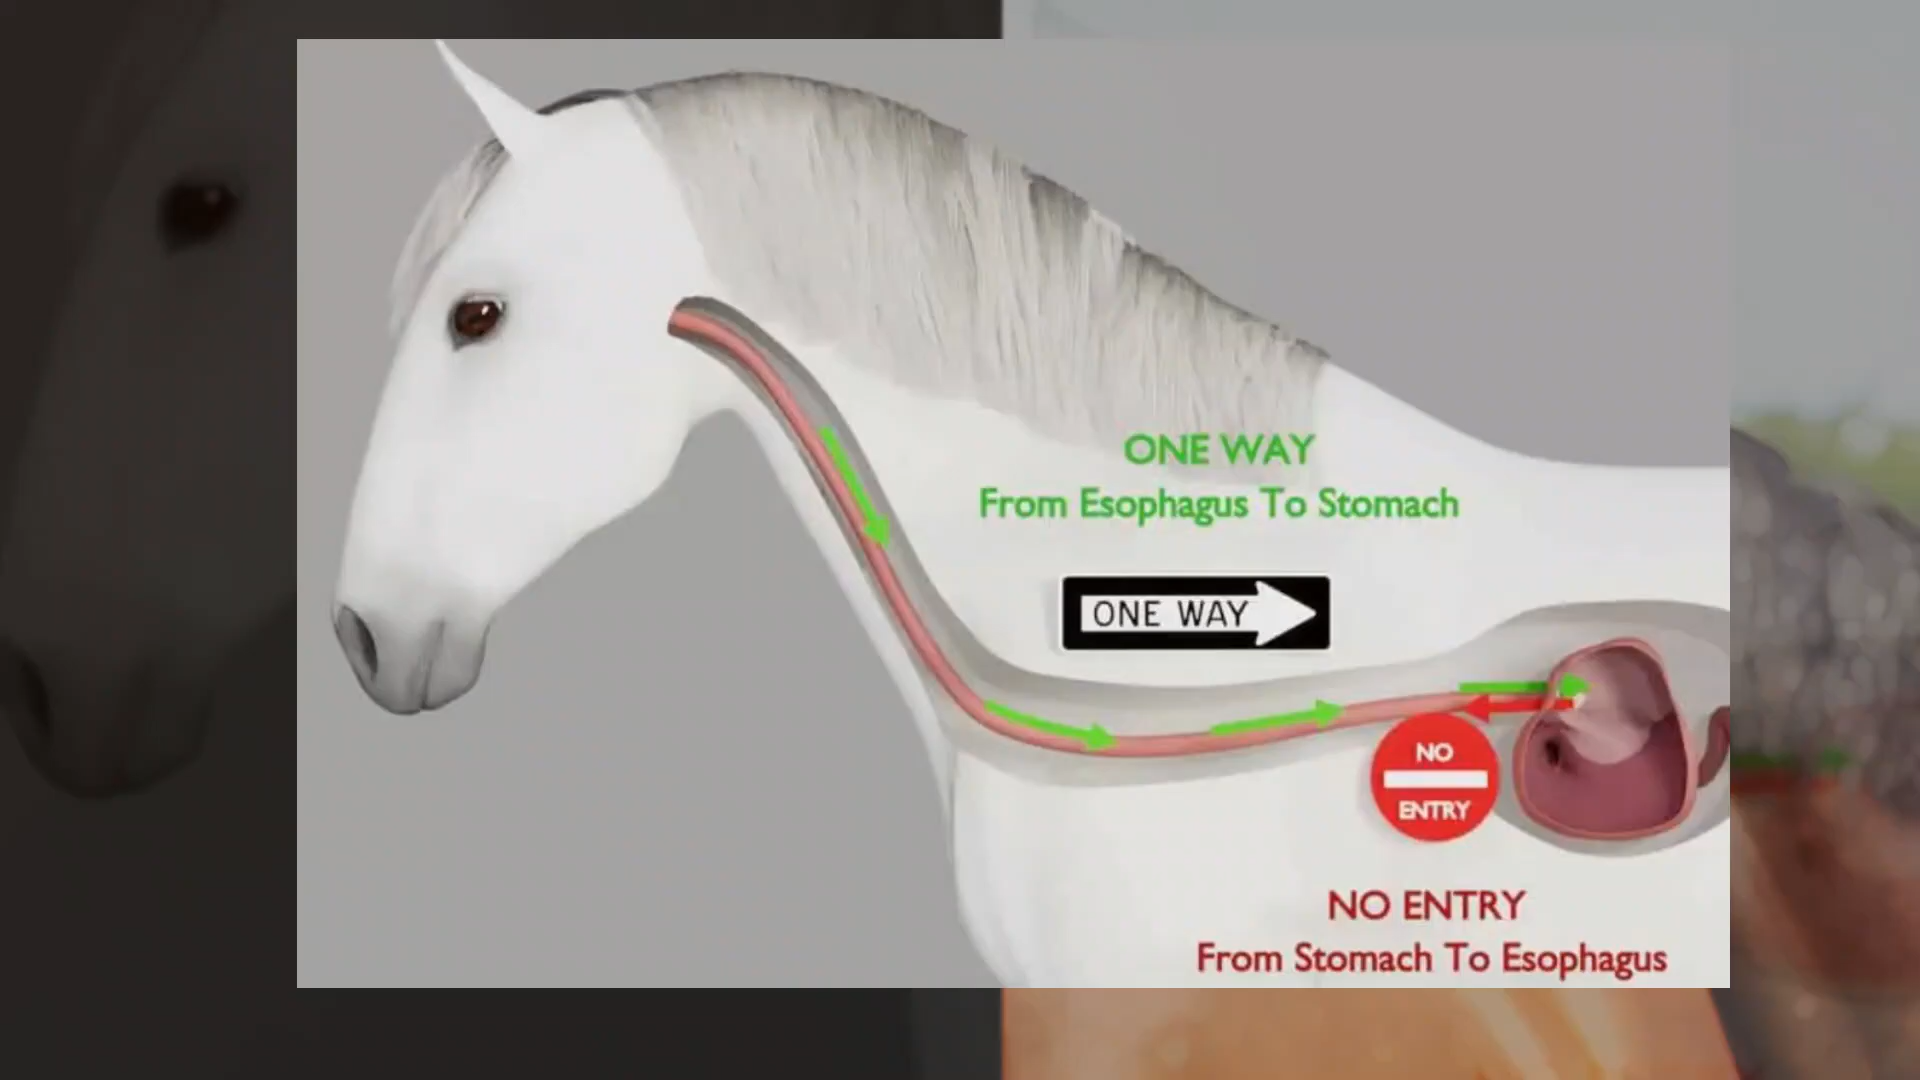 ONE WAY
From Esophagus To Stomach
ONE WAY
NO
ENTRY
NO ENTRY
From Stomach To Esophagus